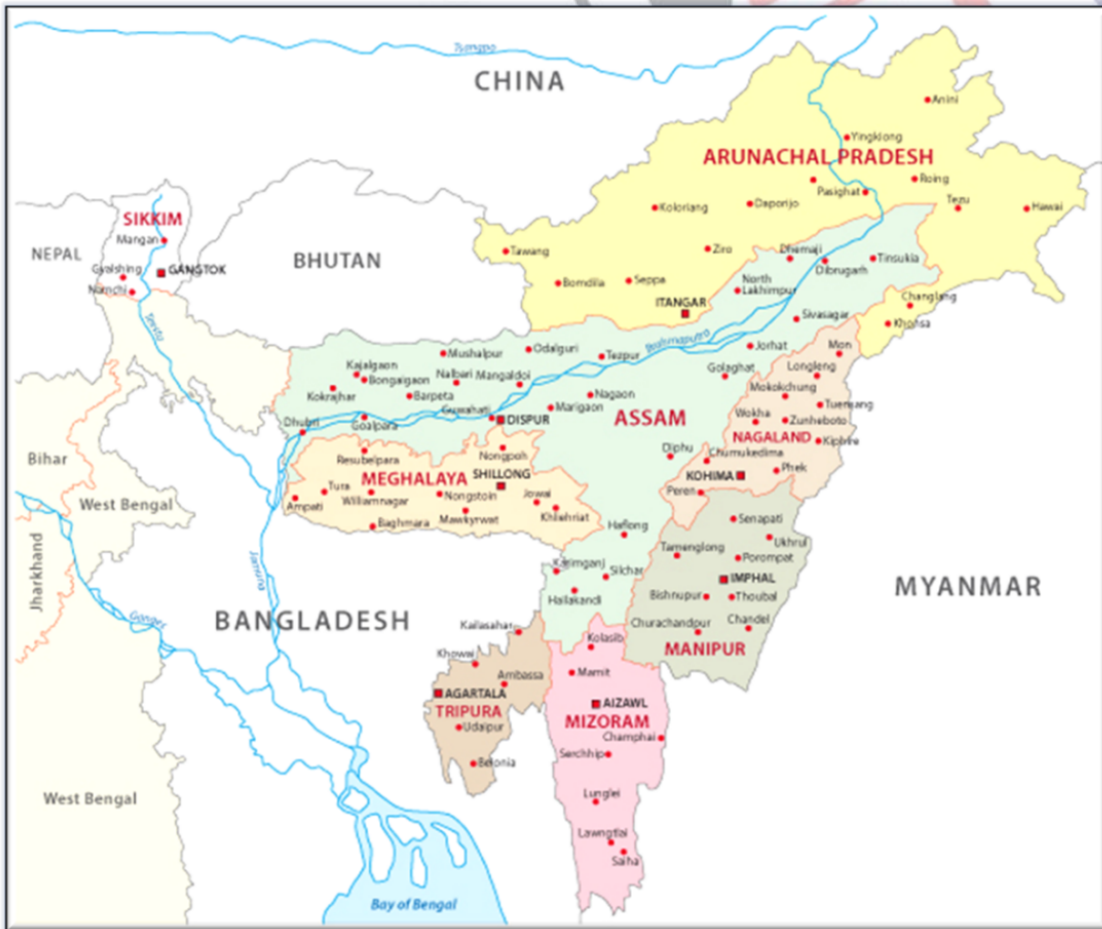 Tsangpo
CHINA
Anini
Yingkiong
ARUNACHAL PRADESH
Pasighat
Roing
Koloriang
Daporijo
Tezu
Hawai
SIKKIM
Mangan
NEPAL
Gyalshing
GANGTOK
Namchi
BHUTAN
Tawang
Ziro
Dhemaji
Dibrugarh
Tinsukia
Bomdila
Seppa
North
Lakhimpur
ITANGAR
Changlang
Khonsa
Sivasagar
Teesta
Brahmaputra
Mushalpur
Odalguri
Tezpur
Jorhat
Mon
Kajalgaon
Bongaigaon
Nalbari
Mangaldoi
Golaghat
Longleng
Kokrajhar
Barpeta
Nagaon
Mokokchung
Guwahati
DISPUR
Marigaon
ASSAM
Wokha
Tuensang
Zunheboto
Dhubri
Goalpara
NAGALAND
Kiphire
Bihar
Resubelpara
Nongpoh
Diphu
Chumukedima
MEGHALAYA
SHILLONG
KOHIMA
Phek
Tura
Williamnagar
Nongstoin
Jowai
Peren
West Bengal
Ampati
Baghmara
Mawkyrwat
Khliehriat
Senapati
Haflong
Ukhrul
Jharkhand
Jamuna
Tamenglong
Porompat
Karimganj
Silchar
IMPHAL
MYANMAR
Hailakandi
Bishnupur
Thoubal
Ganges
BANGLADESH
Kailasahar
Churachandpur
Chandel
Kolasib
MANIPUR
Khowai
Ambassa
Mamit
AGARTALA
TRIPURA
AIZAWL
MIZORAM
Udaipur
Champhai
Serchhip
Belonia
West Bengal
Lunglei
Lawngtlai
Saiha
Bay of Bengal